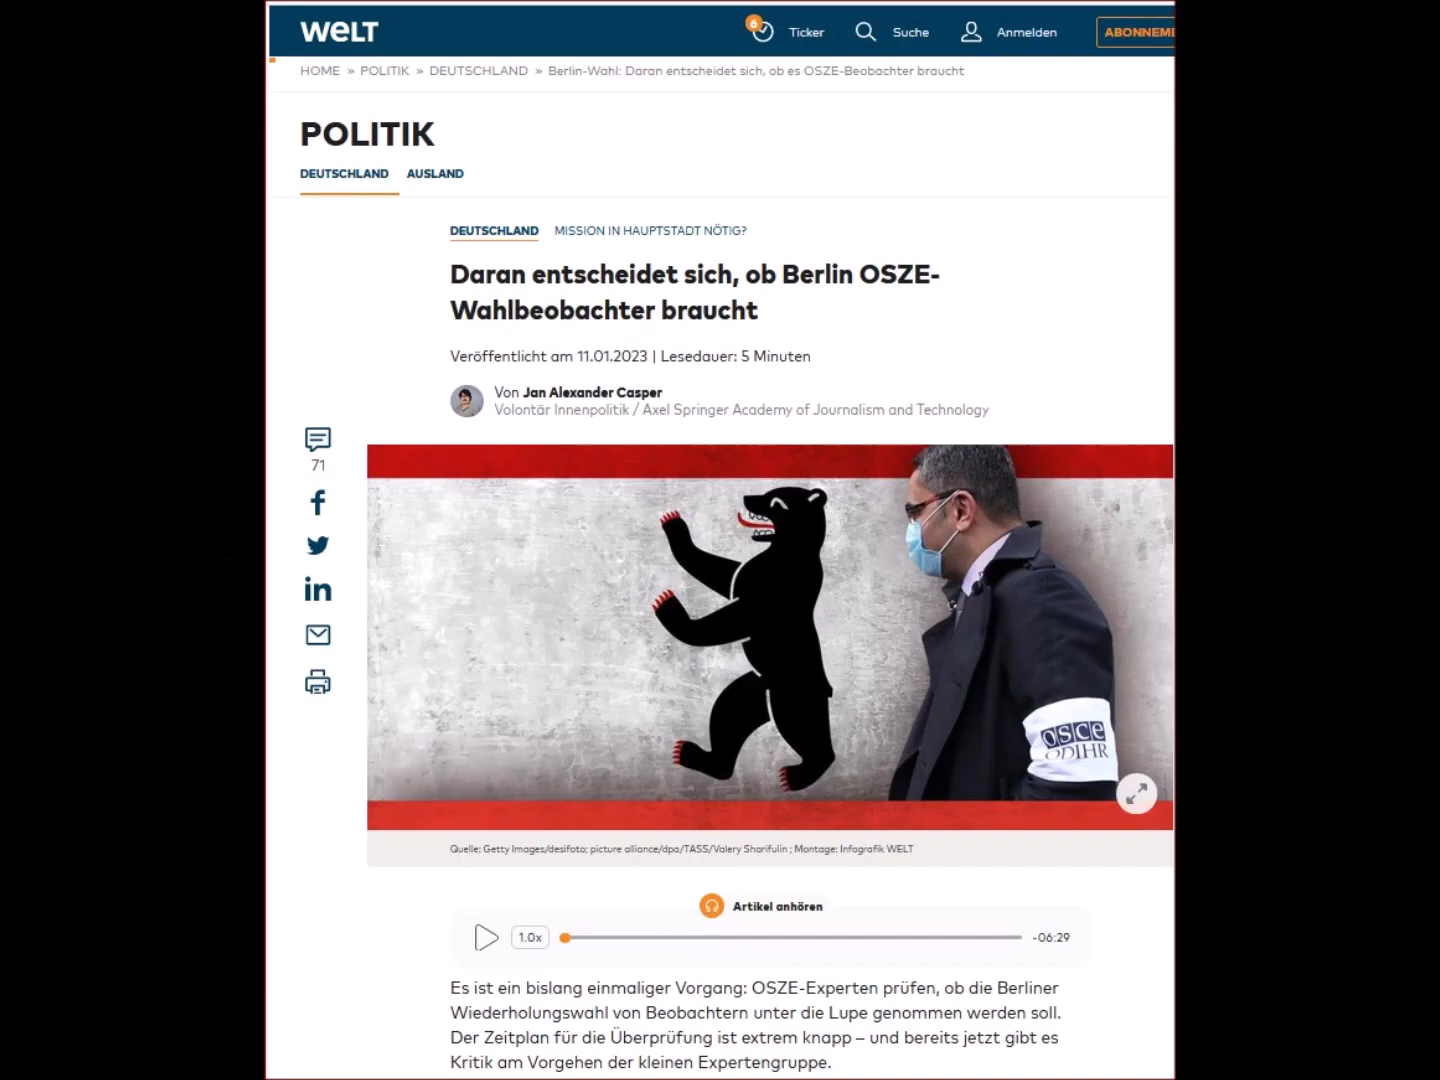 WELT
6
Ticker
Suche
Anmelden
HOME » POLITIK » DEUTSCHLAND » Berlin-Wahl: Daran entscheidet sich, ob es OSZE-Beobachter braucht
POLITIK
DEUTSCHLAND AUSLAND
DEUTSCHLAND MISSION IN HAUPTSTADT NÖTIG?
Daran entscheidet sich, ob Berlin OSZE-
Wahlbeobachter braucht
Veröffentlicht am 11.01.2023 | Lesedauer: 5 Minuten
Von Jan Alexander Casper
Volontär Innenpolitik / Axel Springer Academy of Journalism and Technology
71
osce
ODIHR
Quelle: Getty Images/desifoto; picture alliance/dpa/TASS/Valery Sharifulin ; Montage: Infografik WELT
Artikel anhören
1.0x
-06:29
Es ist ein bislang einmaliger Vorgang: OSZE-Experten prüfen, ob die Berliner
Wiederholungswahl von Beobachtern unter die Lupe genommen werden soll.
Der Zeitplan für die Überprüfung ist extrem knapp – und bereits jetzt gibt es
Kritik am Vorgehen der kleinen Expertengruppe.